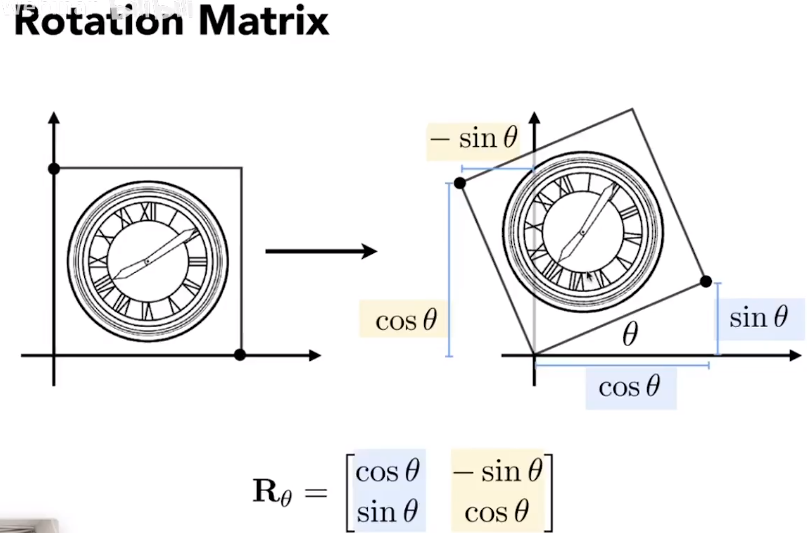 Rotation Matrix
− sin θ
cos θ
sin θ
θ
cos θ
R_θ = [cos θ − sin θ
sin θ cos θ]